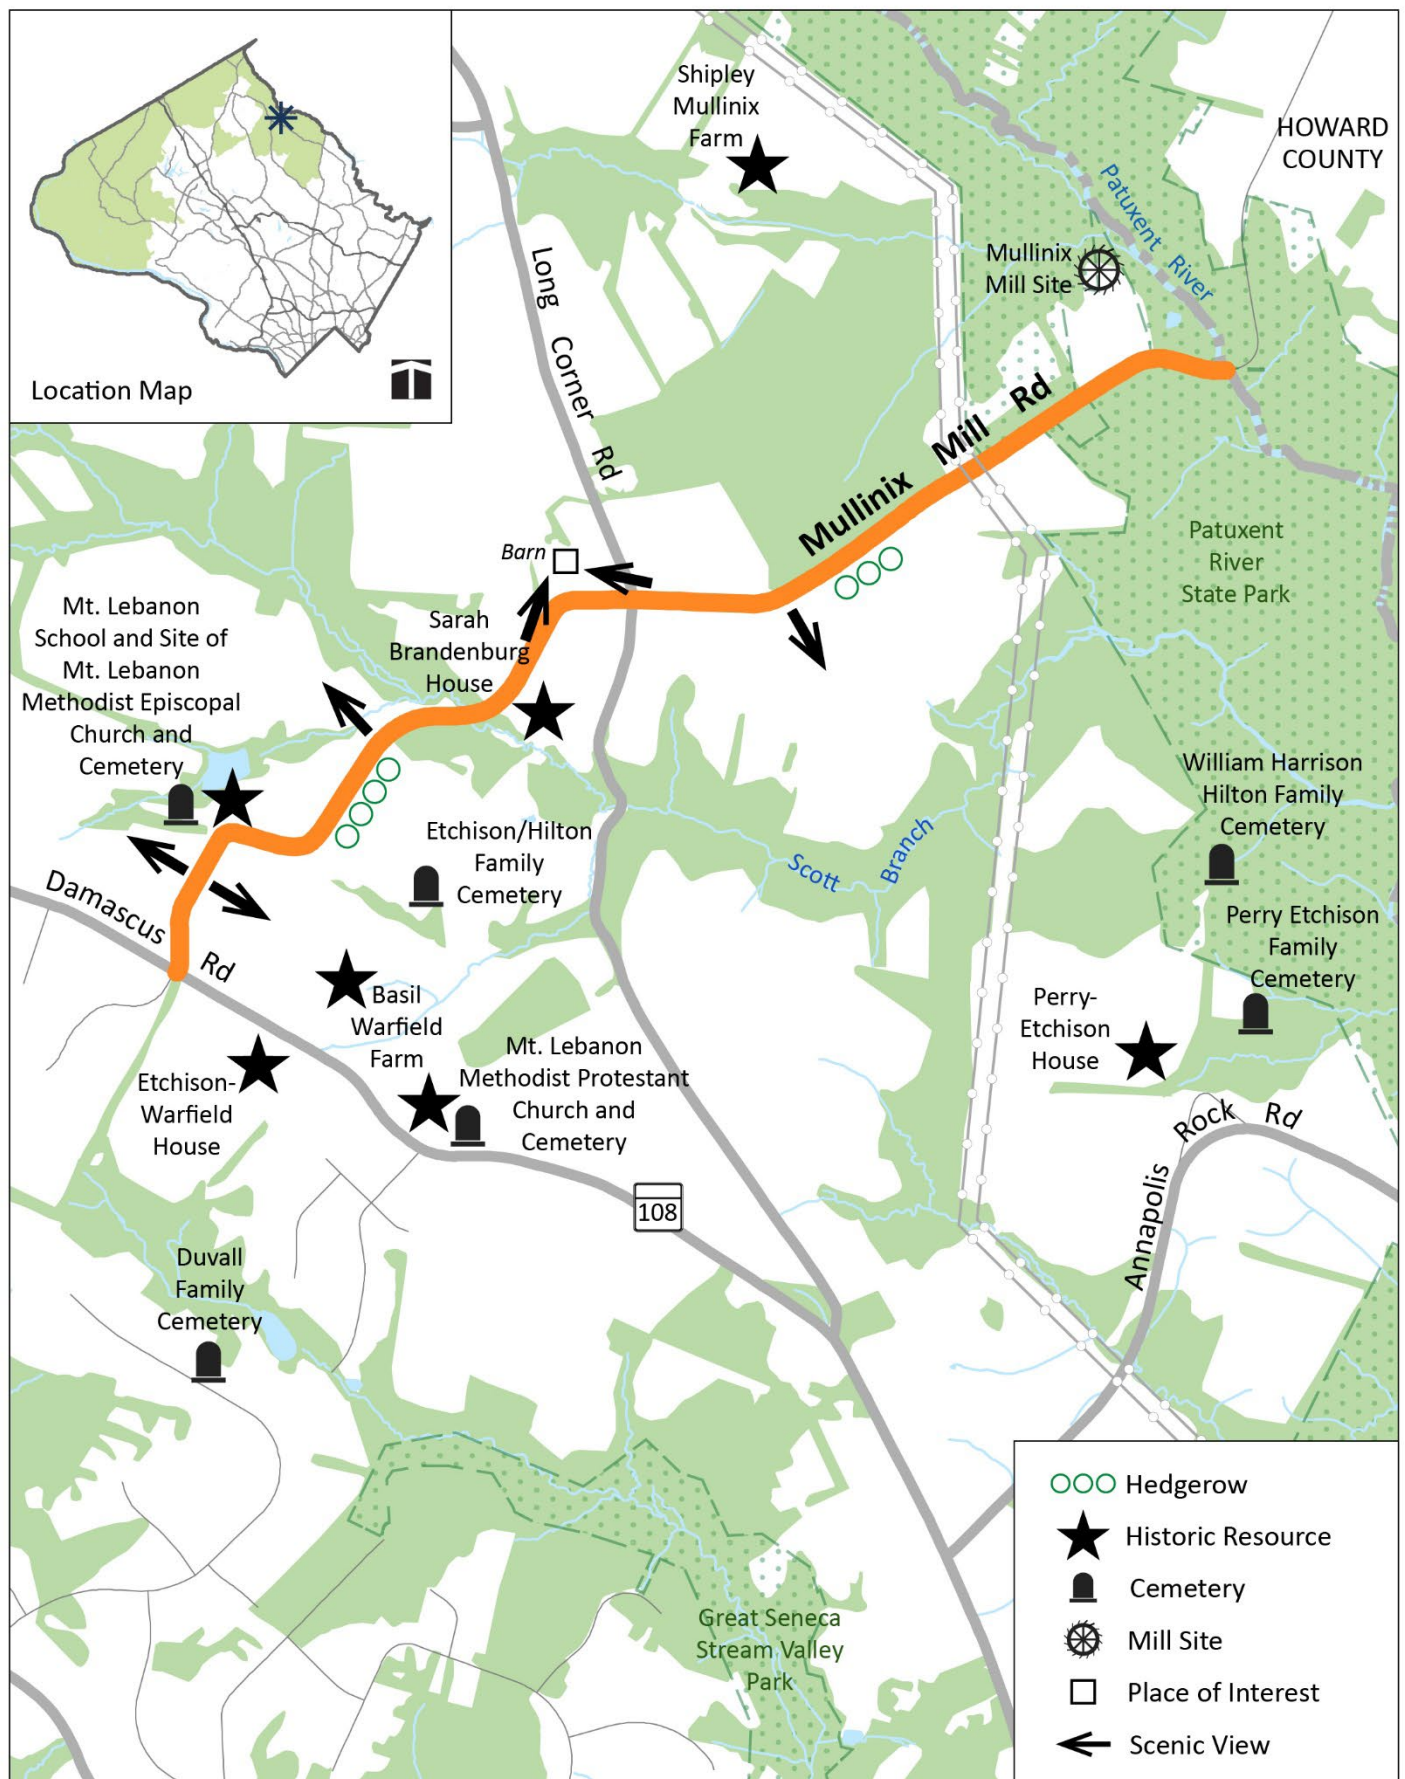 Location Map
Shipley
Mullinix
Farm
HOWARD
COUNTY
Patuxent River
Mullinix
Mill Site
Long Corner Rd
Mullinix Mill Rd
Barn
Patuxent
River
State Park
Mt. Lebanon
School and Site of
Mt. Lebanon
Methodist Episcopal
Church and
Cemetery
Sarah
Brandenburg
House
William Harrison
Hilton Family
Cemetery
Etchison/Hilton
Family
Cemetery
Scott Branch
Damascus Rd
Perry Etchison
Family
Cemetery
Basil
Warfield
Farm
Perry-
Etchison
House
Mt. Lebanon
Methodist Protestant
Church and
Cemetery
Etchison-
Warfield
House
Annapolis Rock Rd
108
Duvall
Family
Cemetery
Great Seneca
Stream Valley
Park
Hedgerow
Historic Resource
Cemetery
Mill Site
Place of Interest
Scenic View